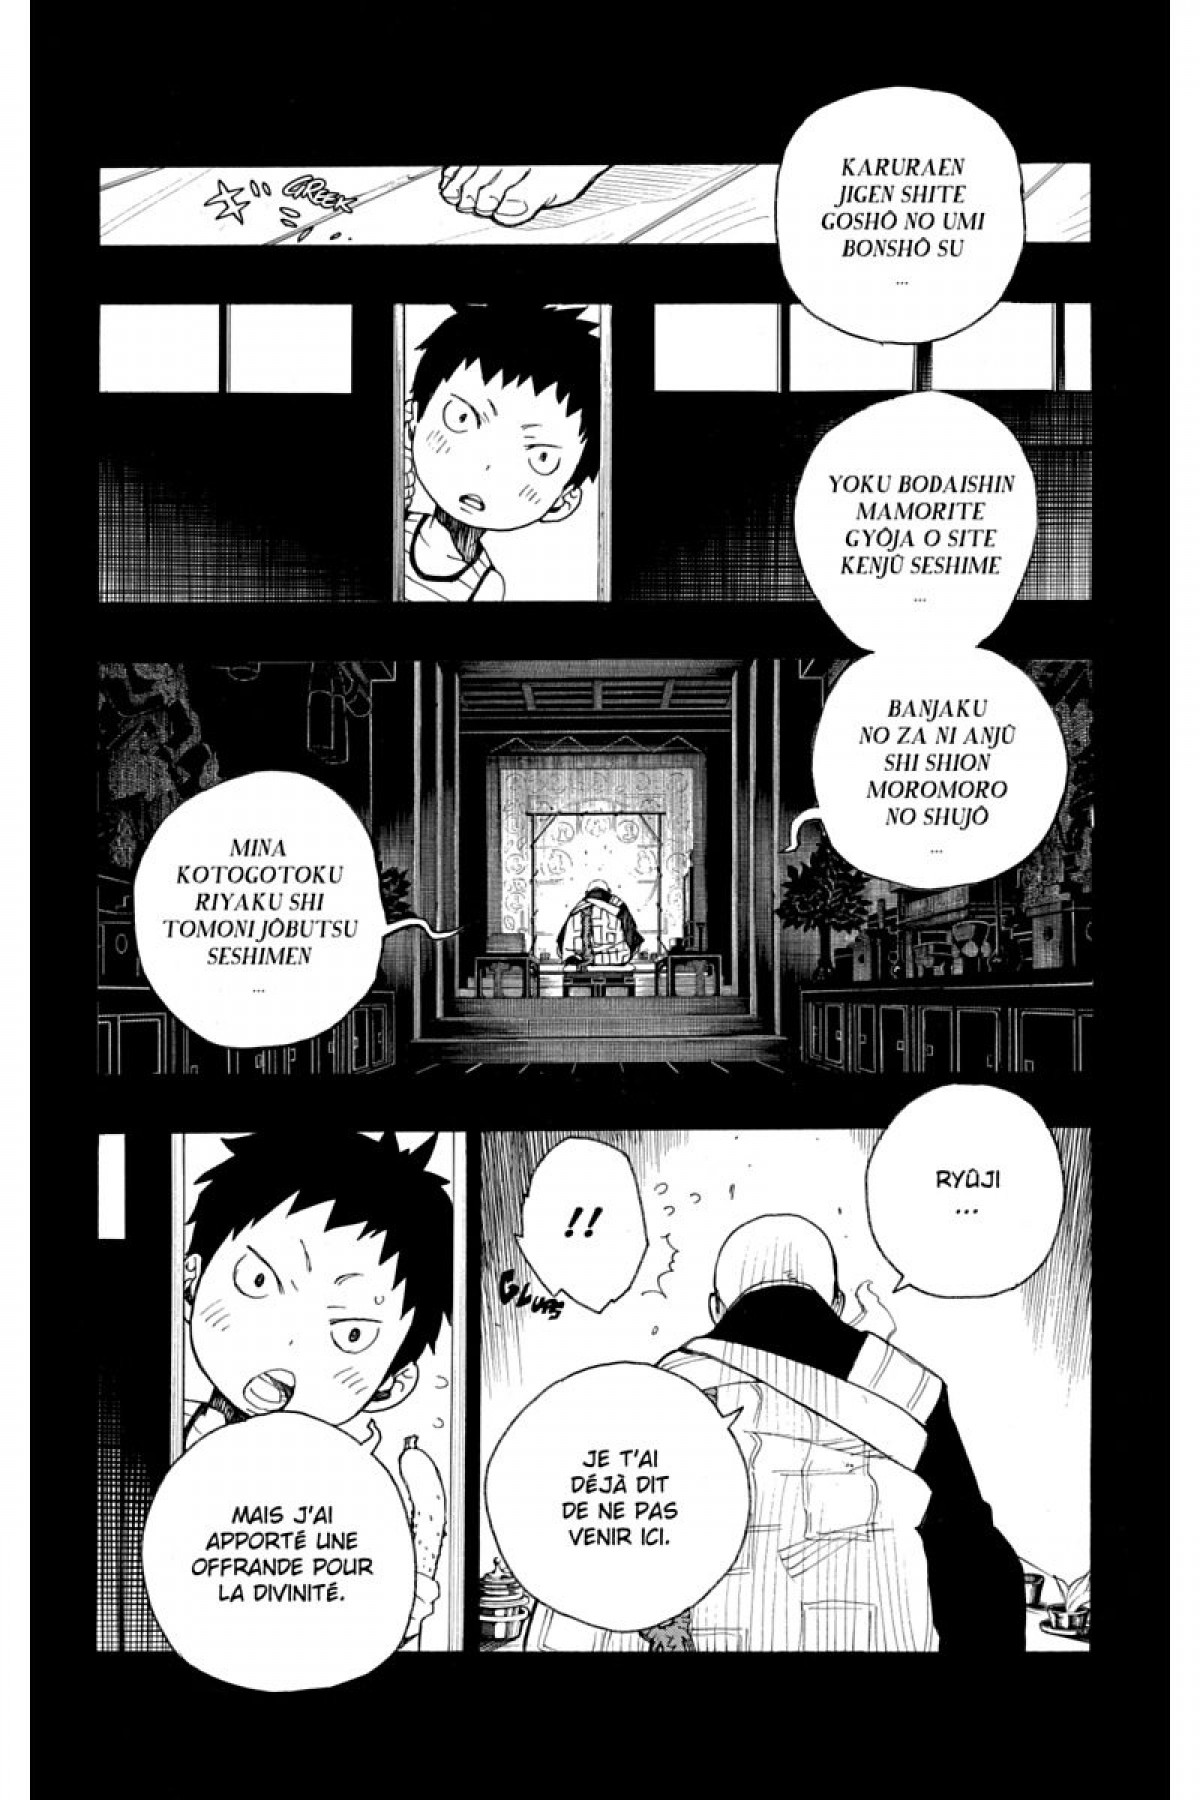 KARURAEN
JIGEN SHITE
GOSHÔ NO UMI
BONSHÔ SU
...
CREEK
YOKU BODAISHIN
MAMORITE
GYÔJA O SITE
KENJÛ SESHIME
...
BANJAKU
NO ZA NI ANJÛ
SHI SHION
MOROMORO
NO SHUJÔ
...
MINA
KOTOGOTOKU
RIYAKU SHI
TOMONI JÔBUTSU
SESHIMEN
...
RYÛJI
...
!!
GLUPS
JE T'AI
DÉJÀ DIT
DE NE PAS
VENIR ICI.
MAIS J'AI
APPORTÉ UNE
OFFRANDE POUR
LA DIVINITÉ.